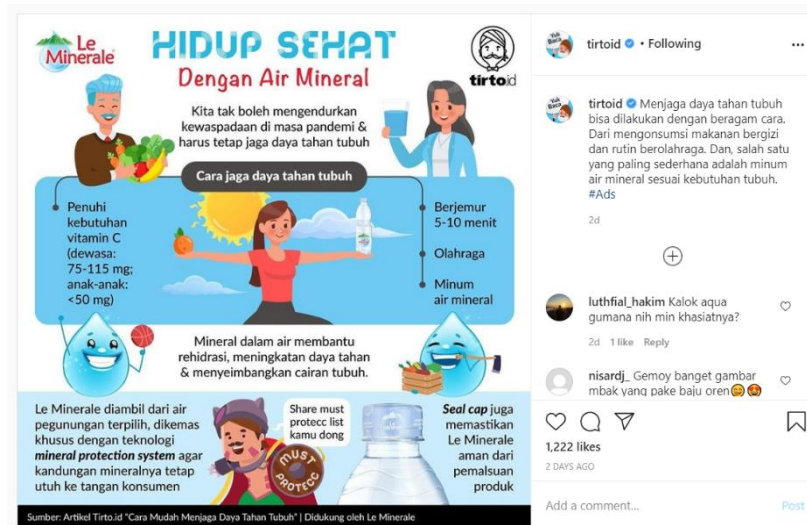 Le
Minerale
HIDUP SEHAT
Dengan Air Mineral
tirto.id
Kita tak boleh mengendurkan
kewaspadaan di masa pandemi &
harus tetap jaga daya tahan tubuh
Cara jaga daya tahan tubuh
Penuhi
kebutuhan
vitamin C
(dewasa:
75-115 mg;
anak-anak:
<50 mg)
Berjemur
5-10 menit
Olahraga
Minum
air mineral
Mineral dalam air membantu
rehidrasi, meningkatan daya tahan
& menyeimbangkan cairan tubuh.
Le Minerale diambil dari air
pegunungan terpilih, dikemas
khusus dengan teknologi
mineral protection system agar
kandungan mineralnya tetap
utuh ke tangan konsumen
Share must
protecc list
kamu dong
MUST
PROTECC
Seal cap juga
memastikan
Le Minerale
aman dari
pemalsuan
produk
Sumber: Artikel Tirto.id "Cara Mudah Menjaga Daya Tahan Tubuh" | Didukung oleh Le Minerale
tirtoid • Following
tirtoid Menjaga daya tahan tubuh
bisa dilakukan dengan beragam cara.
Dari mengonsumsi makanan bergizi
dan rutin berolahraga. Dan, salah satu
yang paling sederhana adalah minum
air mineral sesuai kebutuhan tubuh.
#Ads
2d
luthfial_hakim Kalok aqua
gumana nih min khasiatnya?
2d 1 like Reply
nisardj_ Gemoy banget gambar
mbak yang pake baju oren😊😍
1,222 likes
2 DAYS AGO
Add a comment...
Post